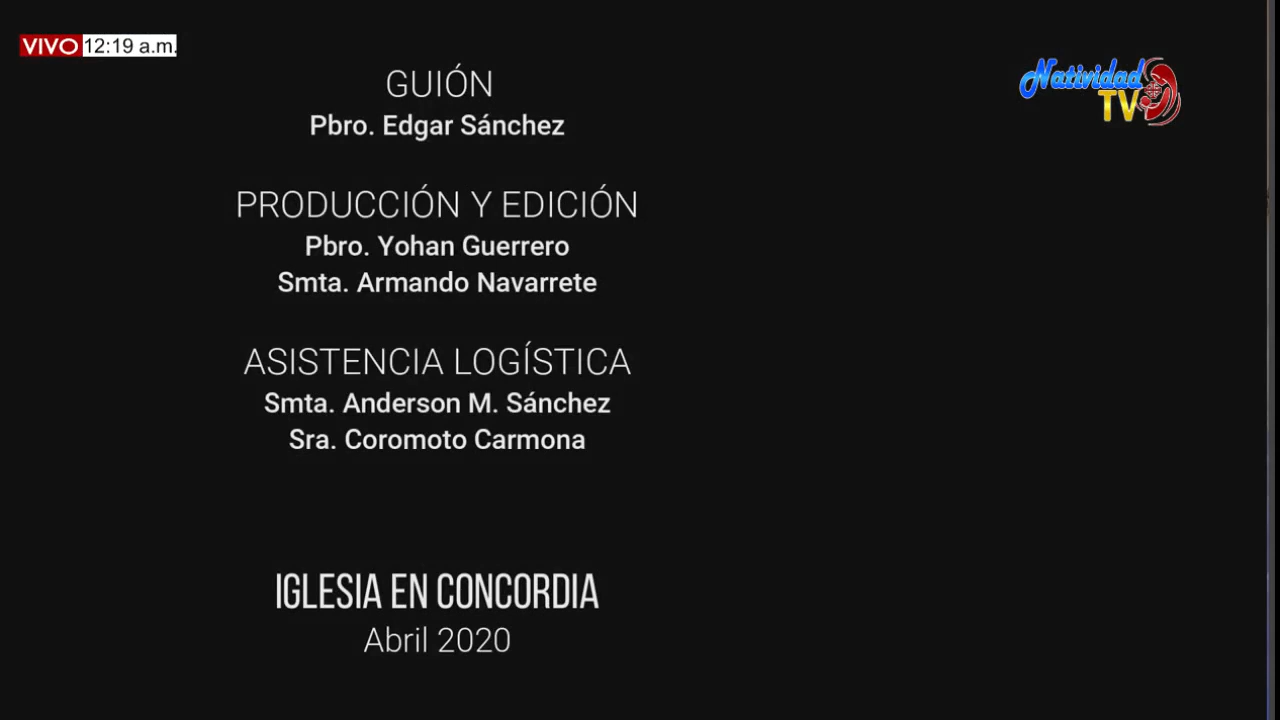 VIVO 12:19 a.m.
Natividad
TV
GUIÓN
Pbro. Edgar Sánchez
PRODUCCIÓN Y EDICIÓN
Pbro. Yohan Guerrero
Smta. Armando Navarrete
ASISTENCIA LOGÍSTICA
Smta. Anderson M. Sánchez
Sra. Coromoto Carmona
IGLESIA EN CONCORDIA
Abril 2020